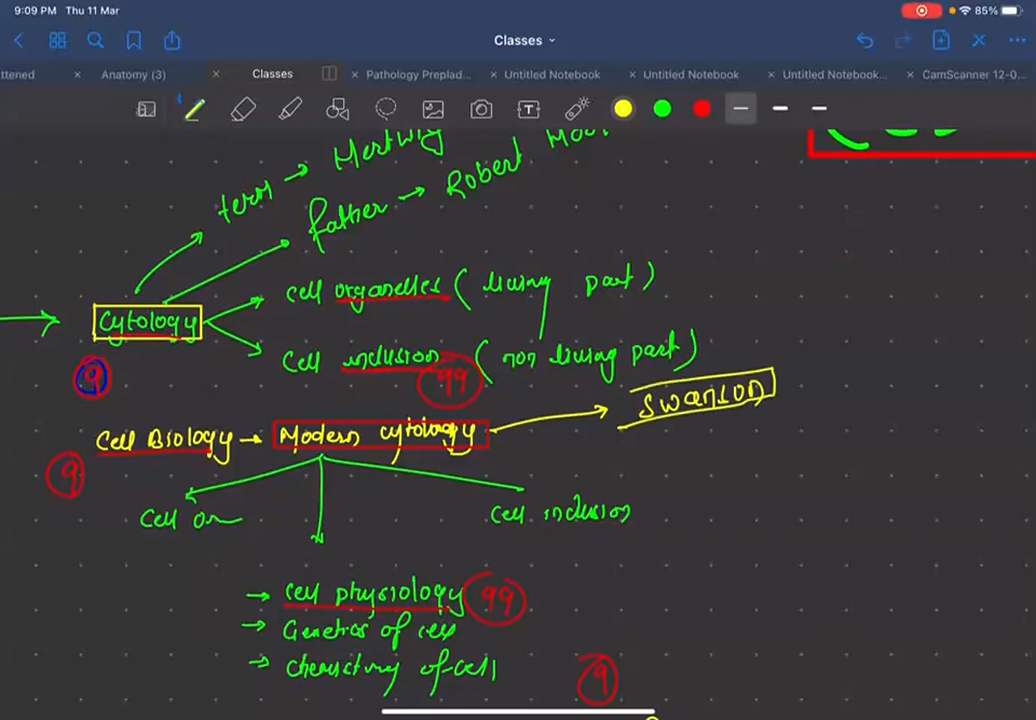 9:09 PM Thu 11 Mar
85%
Classes
ttened
Anatomy (3)
Classes
Pathology Preplad...
Untitled Notebook
Untitled Notebook
Untitled Notebook...
CamScanner 12-0...
T
term → Hertwig
father → Robert Hook
Cytology
cell organelles (living part)
Cell inclusion (non living part)
9
99
Swanson
Cell Biology → Modern cytology
9
Cell or
Cell inclusion
→ Cell physiology 99
→ Genetics of cell
→ chemistry of cell
9